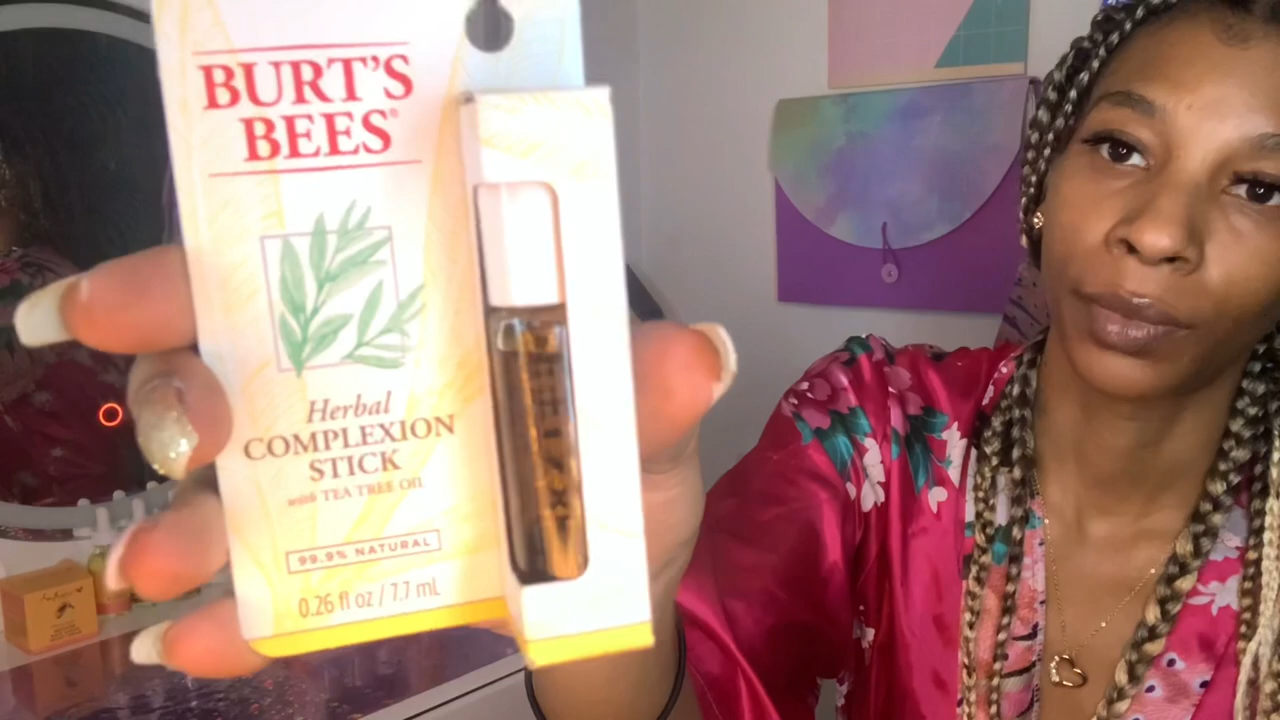 BURT'S
BEES®
Herbal
COMPLEXION
STICK
with TEA TREE OIL
99.9% NATURAL
0.26 fl oz / 7.7 mL